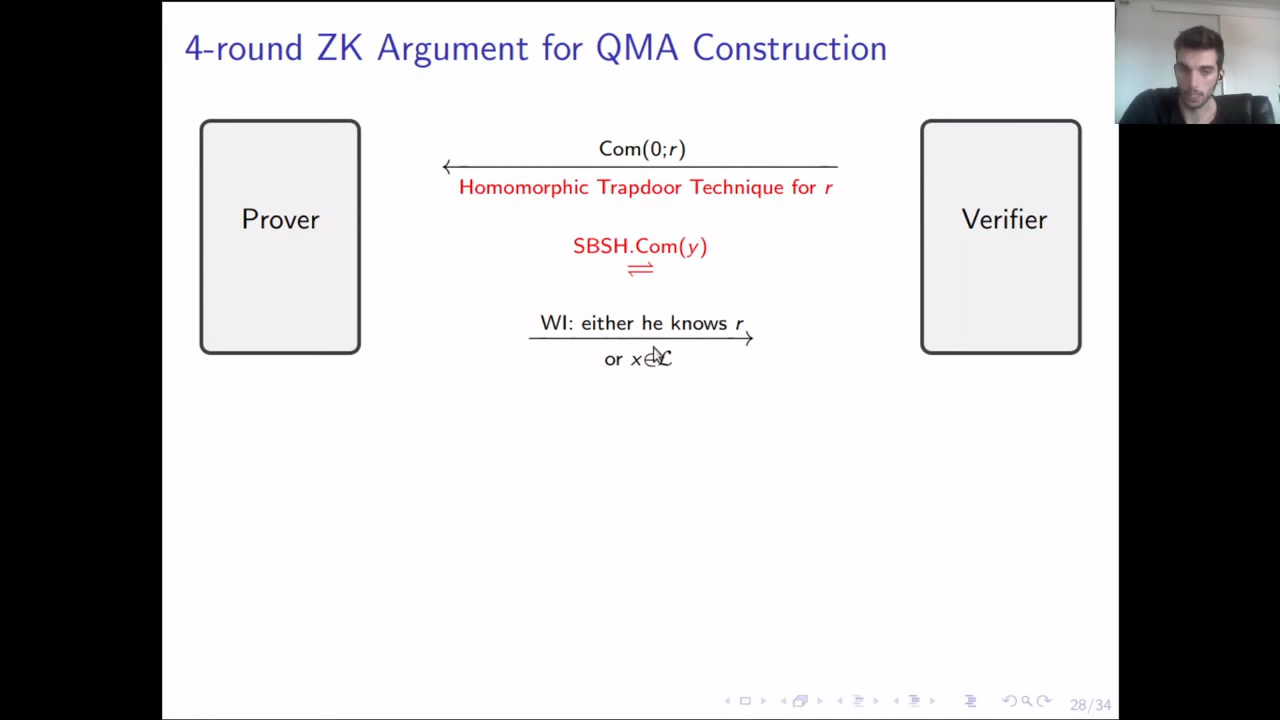 4-round ZK Argument for QMA Construction
Prover
Com(0;r)
Homomorphic Trapdoor Technique for r
SBSH.Com(y)
⇌
WI: either he knows r
or x∈ℒ
Verifier
28/34